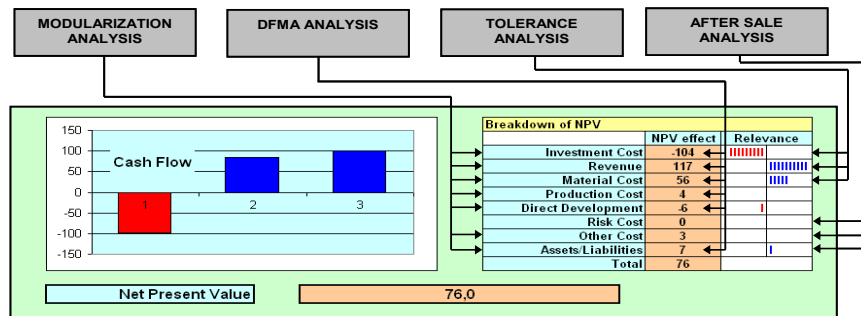 MODULARIZATION
ANALYSIS
DFMA ANALYSIS
TOLERANCE
ANALYSIS
AFTER SALE
ANALYSIS
150
100
50
0
-50
-100
-150
Cash Flow
1 2 3
Breakdown of NPV
NPV effect Relevance
Investment Cost -104
Revenue 117
Material Cost 56
Production Cost 4
Direct Development -6
Risk Cost 0
Other Cost 3
Assets/Liabilities 7
Total 76
Net Present Value 76,0